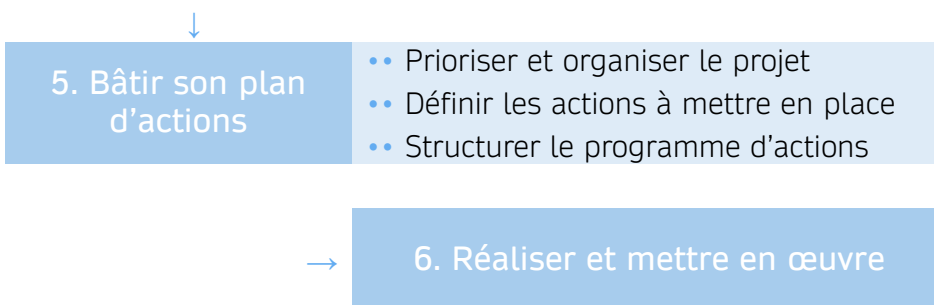 ↓
5. Bâtir son plan
d’actions
•• Prioriser et organiser le projet
•• Définir les actions à mettre en place
•• Structurer le programme d’actions
→
6. Réaliser et mettre en œuvre